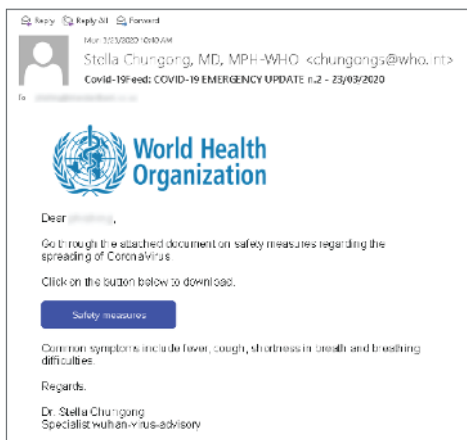 Reply Reply All Forward
Mon 3/23/2020 10:40 AM
Stella Chungong, MD, MPH-WHO <chungongs@who.int>
Covid-19Feed: COVID-19 EMERGENCY UPDATE n.2 - 23/03/2020
To
World Health
Organization
Dear
Go through the attached document on safety measures regarding the
spreading of CoronaVirus
Click on the button below to download.
Safety measures
Common symptoms include fever, cough, shortness in breath and breathing
difficulties.
Regards.
Dr. Stella Chungong
Specialist wuhan-virus-advisory